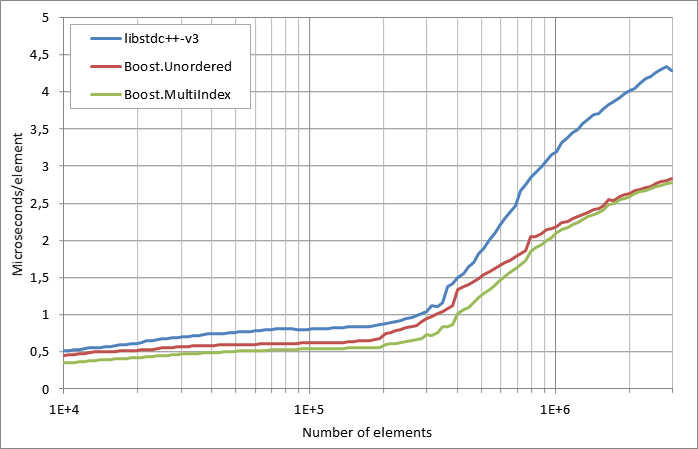 5
4,5
4
3,5
3
2,5
2
1,5
1
0,5
0
Microseconds/element
libstdc++-v3
Boost.Unordered
Boost.MultiIndex
1E+4
1E+5
1E+6
Number of elements